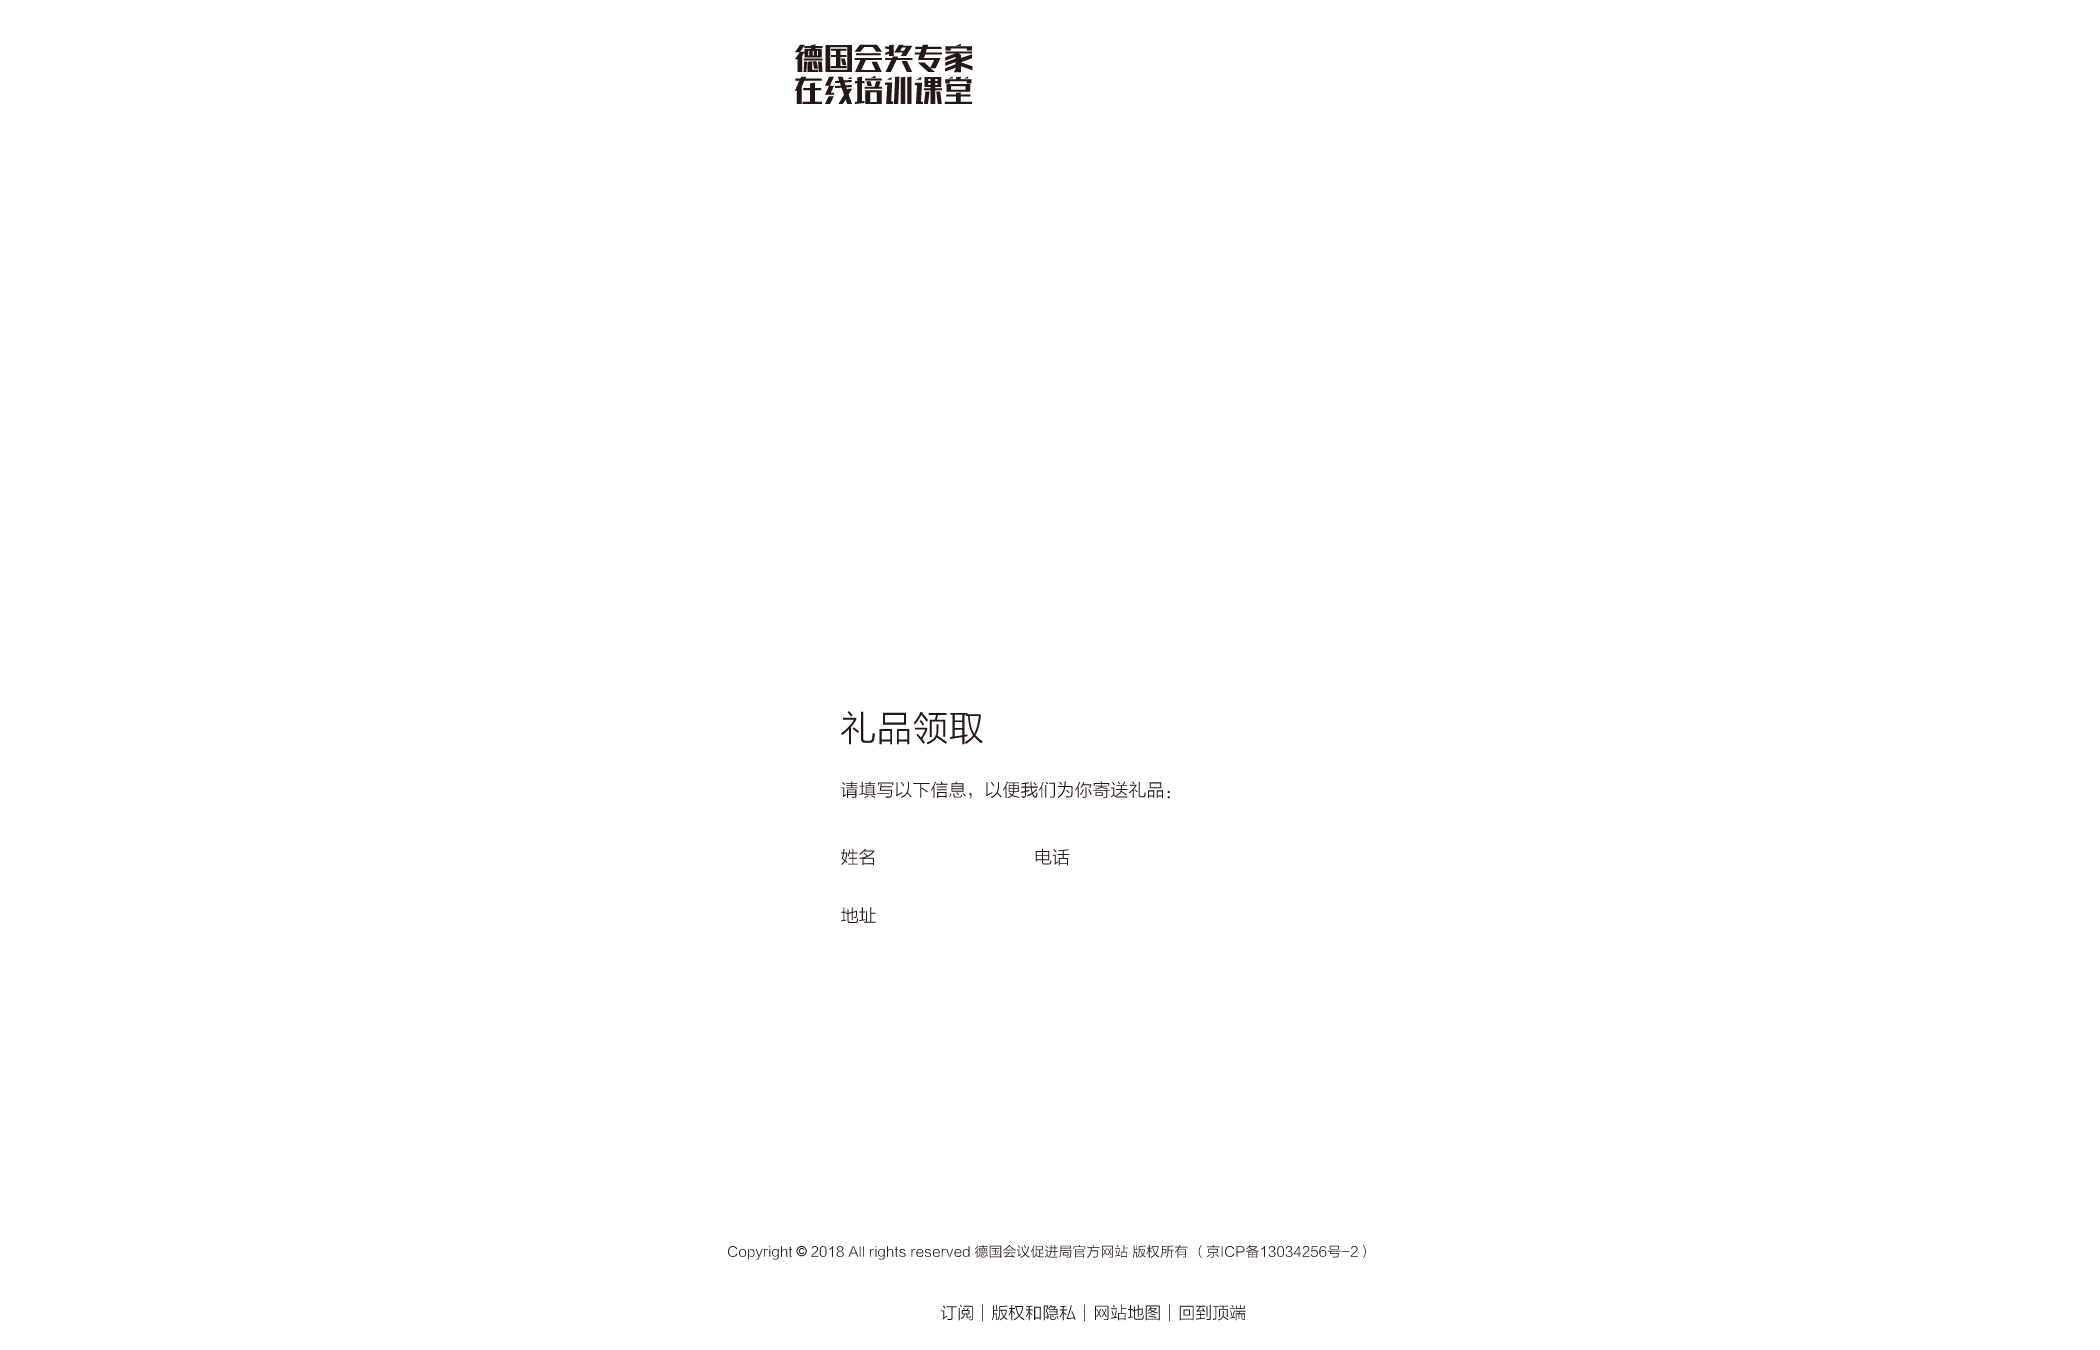 德国会奖专家
在线培训课堂
礼品领取
请填写以下信息，以便我们为你寄送礼品：
姓名 电话
地址
Copyright © 2018 All rights reserved 德国会议促进局官方网站 版权所有（京ICP备13034256号-2）
订阅｜版权和隐私｜网站地图｜回到顶端